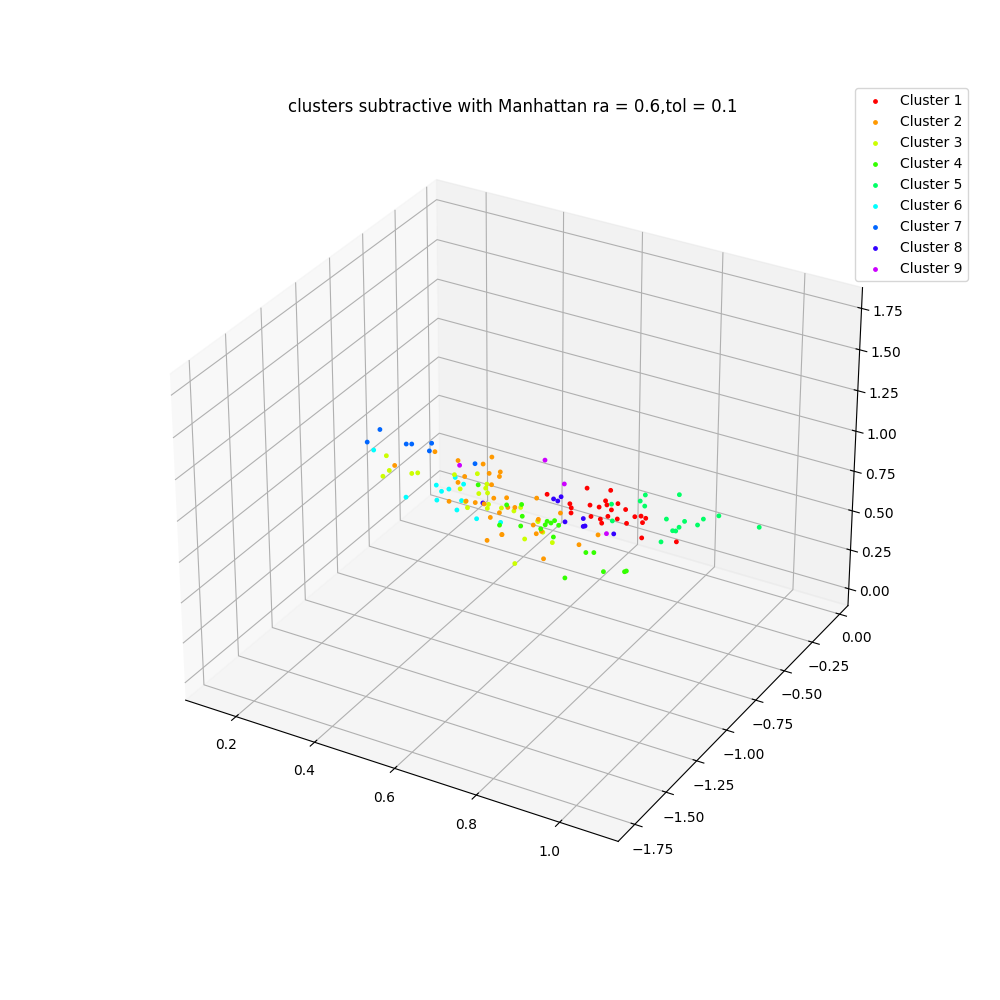 clusters subtractive with Manhattan ra = 0.6,tol = 0.1
Cluster 1
Cluster 2
Cluster 3
Cluster 4
Cluster 5
Cluster 6
Cluster 7
Cluster 8
Cluster 9
1.75
1.50
1.25
1.00
0.75
0.50
0.25
0.00
0.00
−0.25
−0.50
−0.75
−1.00
−1.25
−1.50
−1.75
0.2
0.4
0.6
0.8
1.0